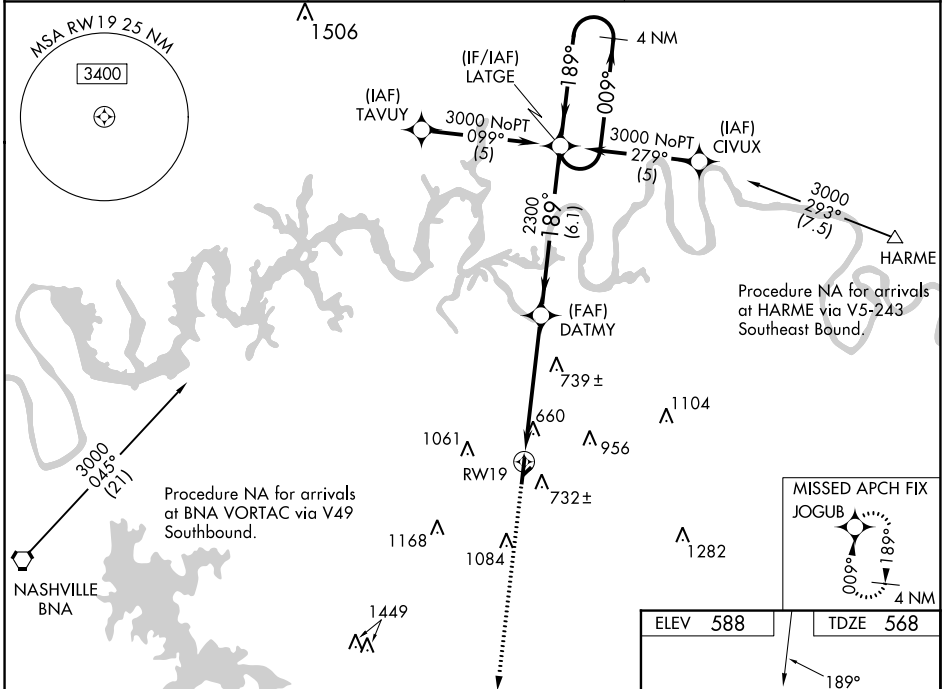 MSA RW19 25 NM
3400
1506
4 NM
189°
009°
(IF/IAF)
LATGE
(IAF)
TAVUY
3000 NoPT
099°
(5)
3000 NoPT
279°
(5)
(IAF)
CIVUX
3000
293°
(7.5)
HARME
2300
189°
(6.1)
Procedure NA for arrivals
at HARME via V5-243
Southeast Bound.
(FAF)
DATMY
739 ±
660
1104
1061
956
RW19
732 ±
3000
045°
(21)
Procedure NA for arrivals
at BNA VORTAC via V49
Southbound.
1168
1084
1282
NASHVILLE
BNA
1449
MISSED APCH FIX
JOGUB
009°
189°
4 NM
ELEV 588
TDZE 568
189°